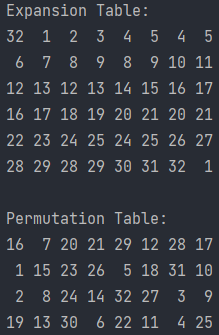 Expansion Table:
32 1 2 3 4 5 4 5
6 7 8 9 8 9 10 11
12 13 12 13 14 15 16 17
16 17 18 19 20 21 20 21
22 23 24 25 24 25 26 27
28 29 28 29 30 31 32 1
Permutation Table:
16 7 20 21 29 12 28 17
1 15 23 26 5 18 31 10
2 8 24 14 32 27 3 9
19 13 30 6 22 11 4 25